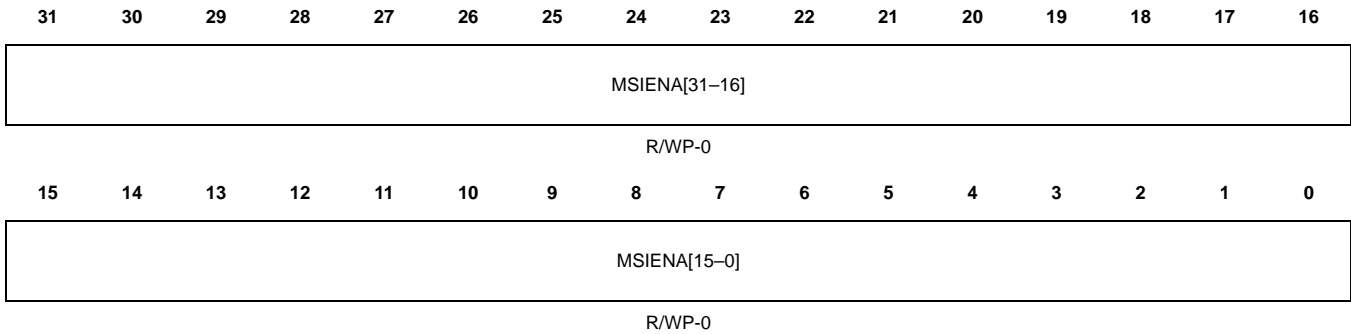 31 30 29 28 27 26 25 24 23 22 21 20 19 18 17 16
MSIENA[31–16]
R/WP-0
15 14 13 12 11 10 9 8 7 6 5 4 3 2 1 0
MSIENA[15–0]
R/WP-0